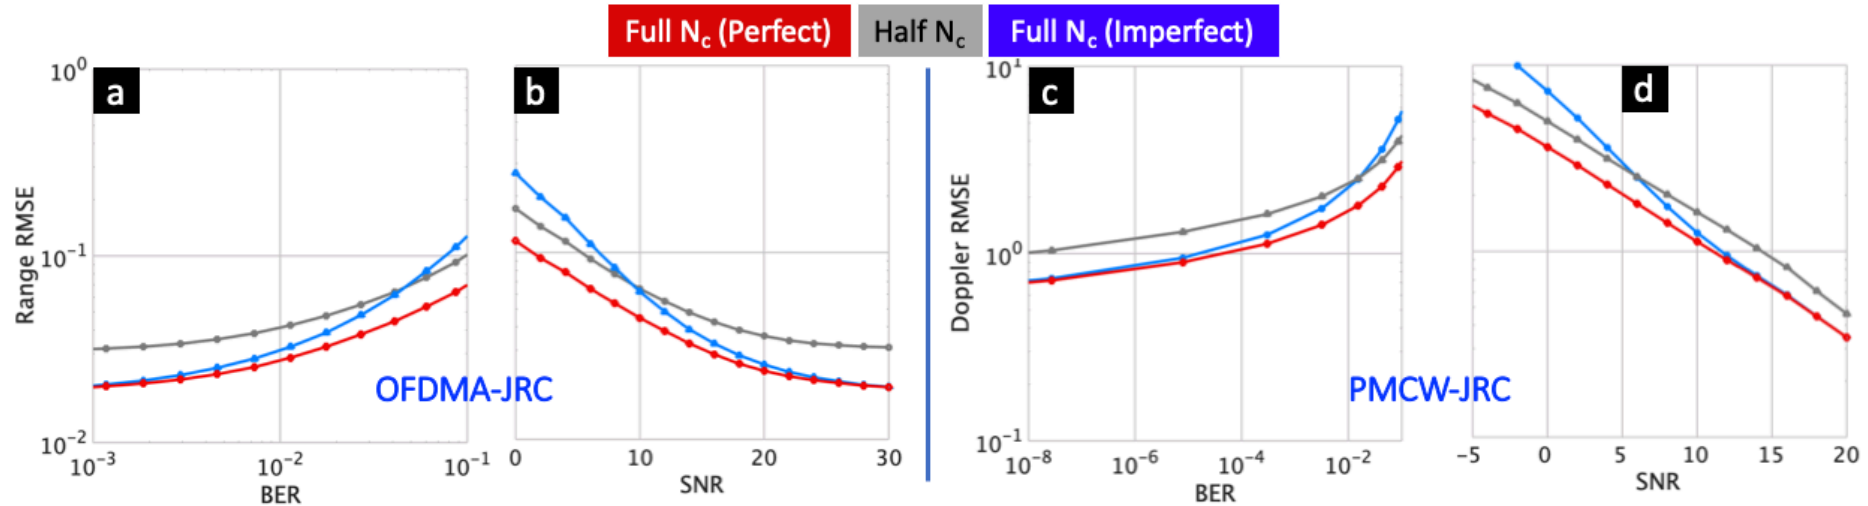 Full N_c (Perfect) Half N_c Full N_c (Imperfect)
a
10^0
10^-1
10^-2
Range RMSE
10^-3 10^-2 10^-1
BER
b
0 10 20 30
SNR
OFDMA-JRC
c
10^1
10^0
10^-1
Doppler RMSE
10^-8 10^-6 10^-4 10^-2
BER
d
-5 0 5 10 15 20
SNR
PMCW-JRC